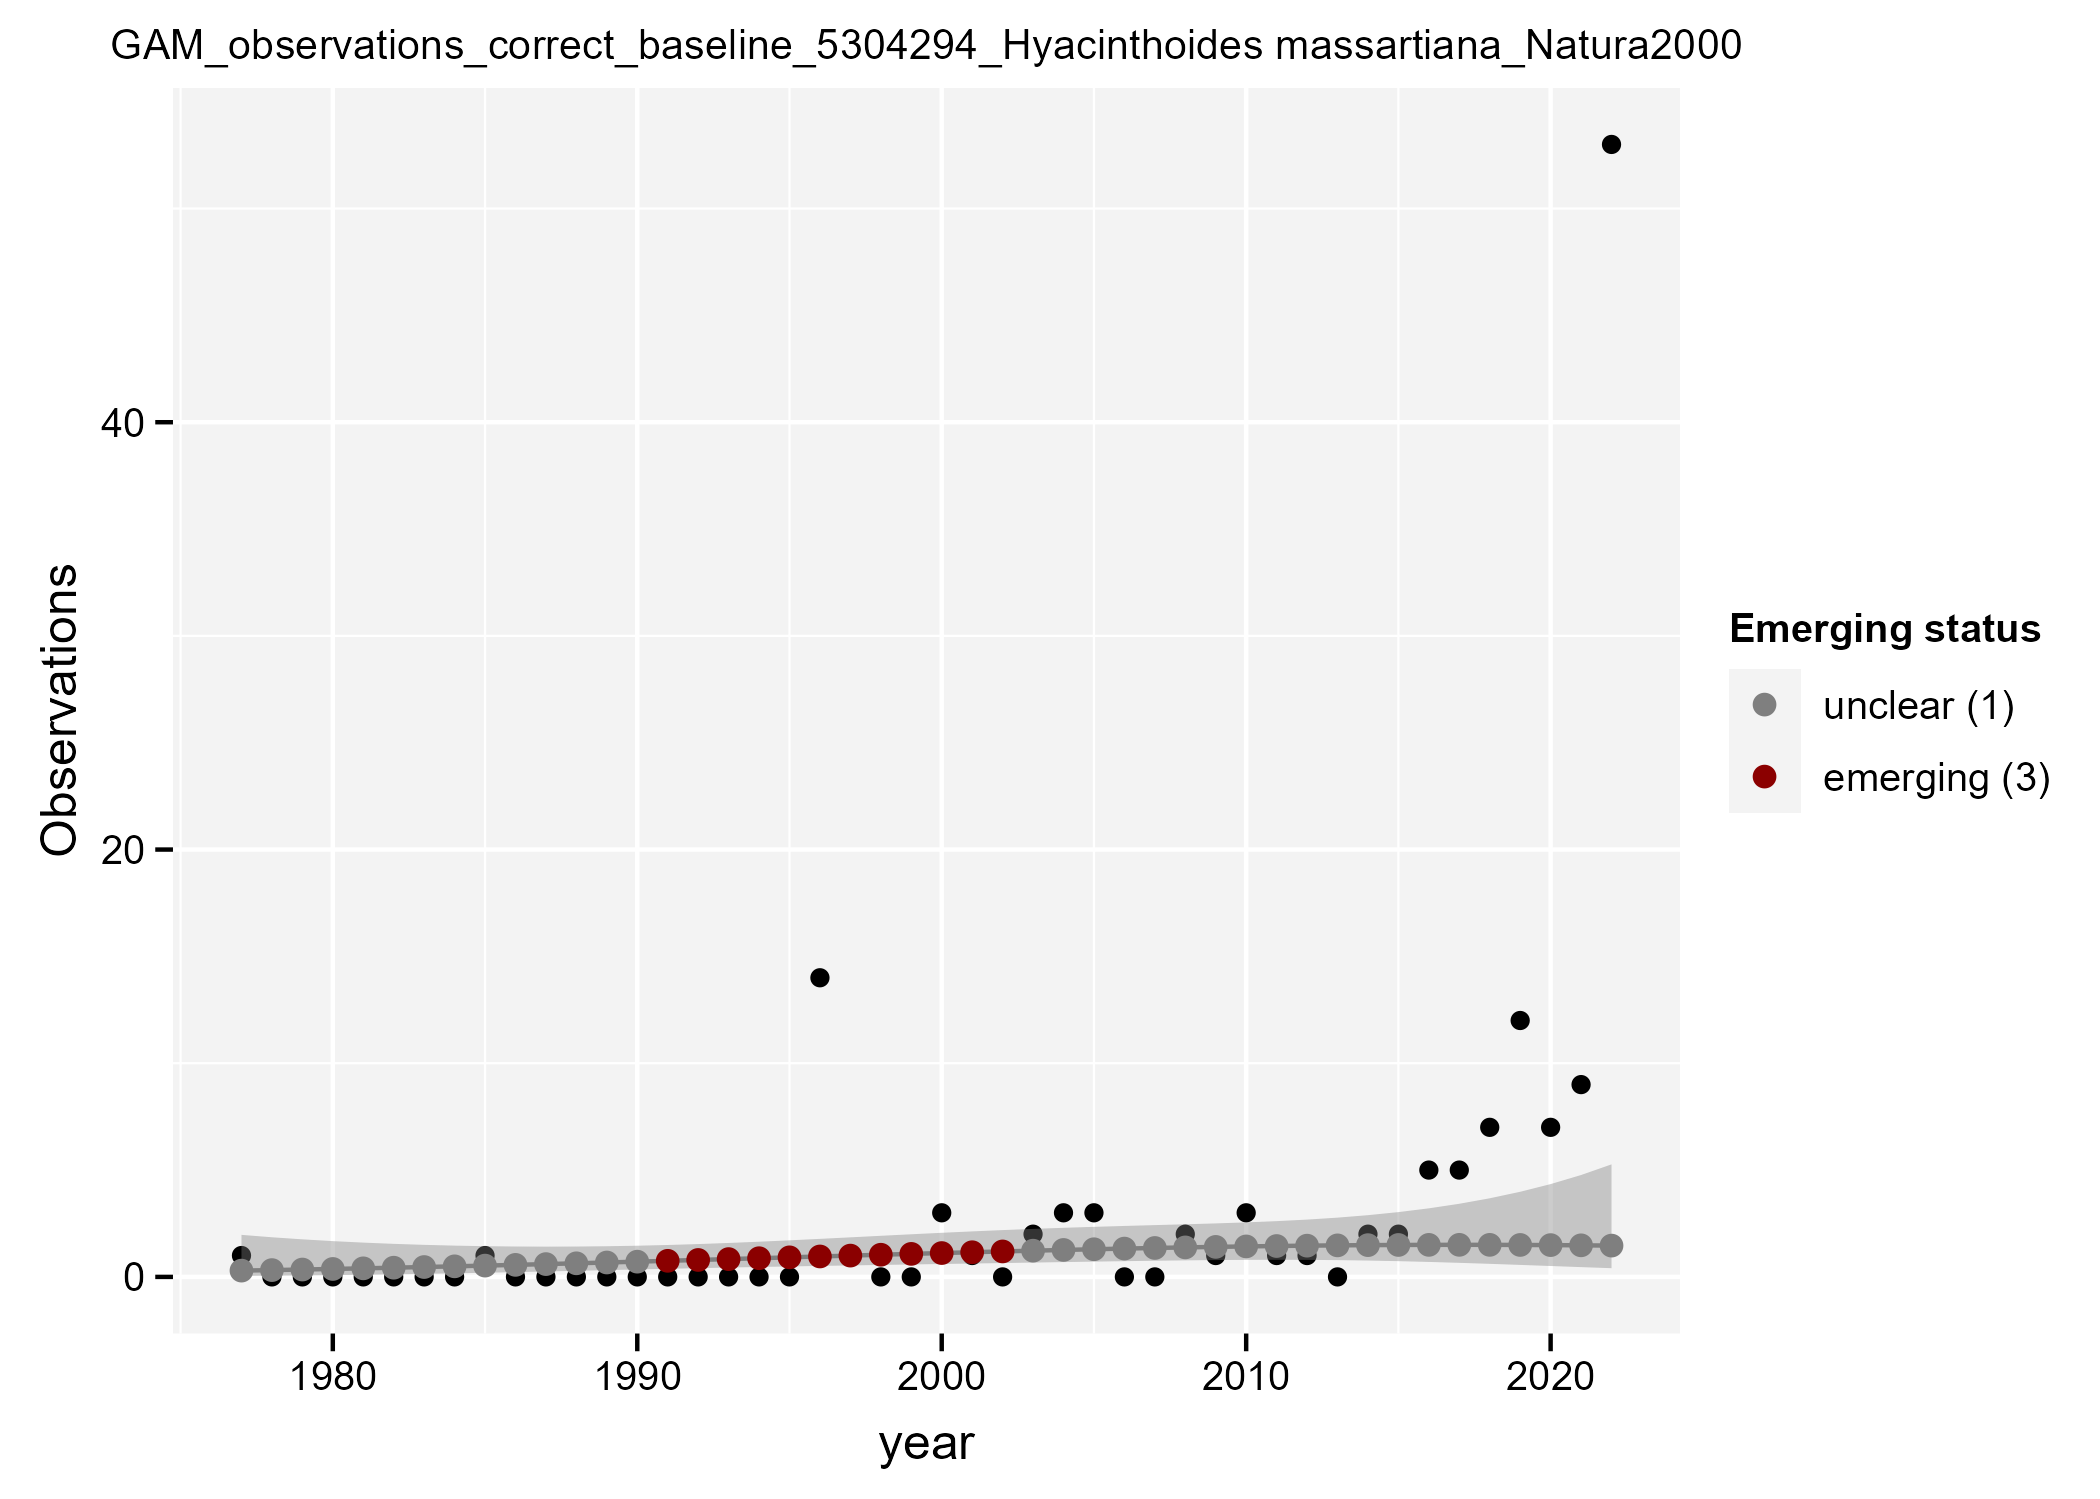 GAM_observations_correct_baseline_5304294_Hyacinthoides massartiana_Natura2000
Observations
40
20
0
1980
1990
2000
2010
2020
year
Emerging status
unclear (1)
emerging (3)